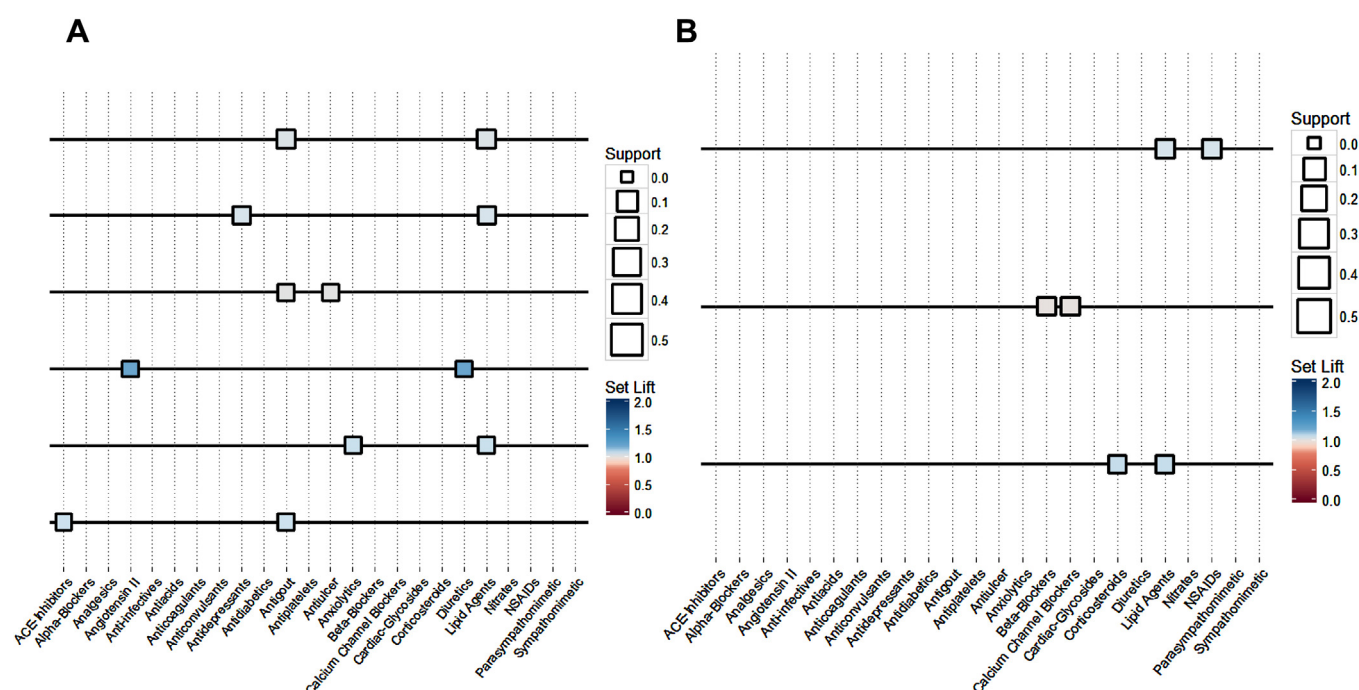 A
Support
0.0
0.1
0.2
0.3
0.4
0.5
Set Lift
2.0
1.5
1.0
0.5
0.0
ACE-Inhibitors
Alpha-Blockers
Analgesics
Angiotensin II
Anti-infectives
Antiacids
Anticoagulants
Anticonvulsants
Antidepressants
Antidiabetics
Antigout
Antiplatelets
Antiulcer
Anxiolytics
Beta-Blockers
Calcium Channel Blockers
Cardiac-Glycosides
Corticosteroids
Diuretics
Lipid Agents
Nitrates
NSAIDs
Parasympathomimetic
Sympathomimetic
B
Support
0.0
0.1
0.2
0.3
0.4
0.5
Set Lift
2.0
1.5
1.0
0.5
0.0
ACE-Inhibitors
Alpha-Blockers
Analgesics
Angiotensin II
Anti-infectives
Antiacids
Anticoagulants
Anticonvulsants
Antidepressants
Antidiabetics
Antigout
Antiplatelets
Antiulcer
Anxiolytics
Beta-Blockers
Calcium Channel Blockers
Cardiac-Glycosides
Corticosteroids
Diuretics
Lipid Agents
Nitrates
NSAIDs
Parasympathomimetic
Sympathomimetic